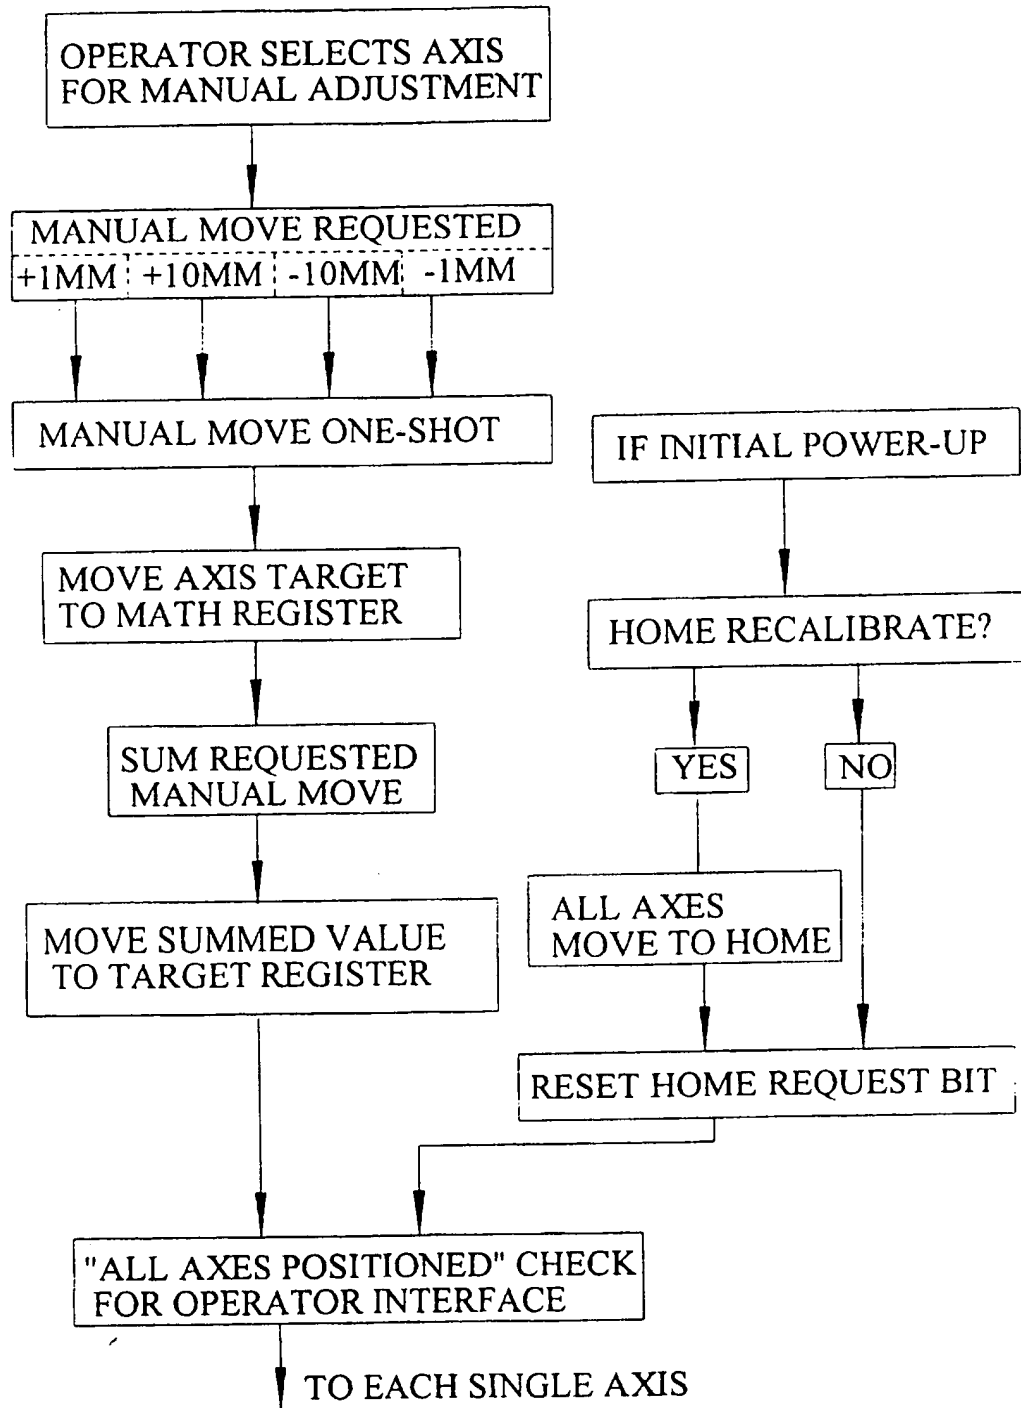 OPERATOR SELECTS AXIS
FOR MANUAL ADJUSTMENT
MANUAL MOVE REQUESTED
+1MM +10MM -10MM -1MM
MANUAL MOVE ONE-SHOT
MOVE AXIS TARGET
TO MATH REGISTER
SUM REQUESTED
MANUAL MOVE
MOVE SUMMED VALUE
TO TARGET REGISTER
IF INITIAL POWER-UP
HOME RECALIBRATE?
YES
NO
ALL AXES
MOVE TO HOME
RESET HOME REQUEST BIT
"ALL AXES POSITIONED" CHECK
FOR OPERATOR INTERFACE
TO EACH SINGLE AXIS